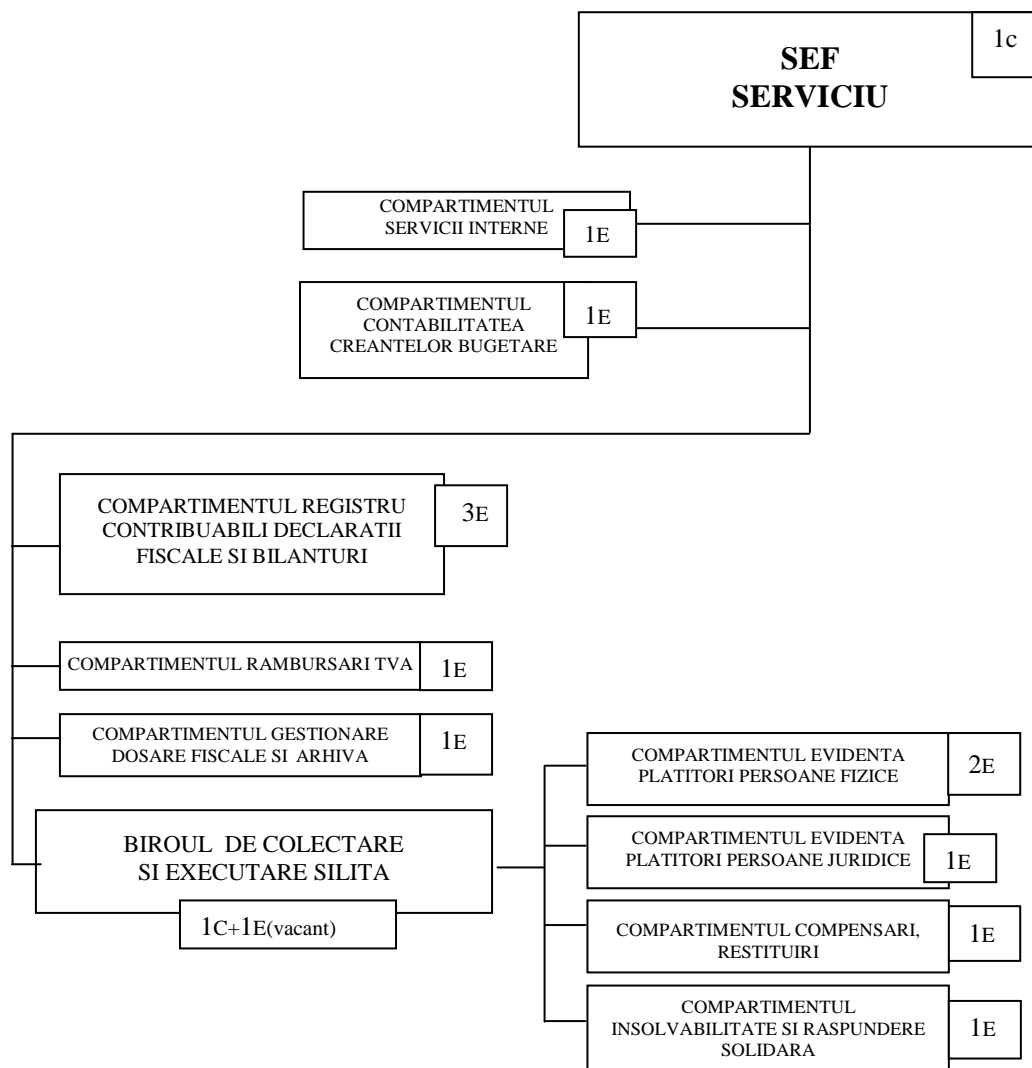 1c
SEF
SERVICIU
COMPARTIMENTUL
SERVICII INTERNE
1E
COMPARTIMENTUL
CONTABILITATEA
CREANTELOR BUGETARE
1E
COMPARTIMENTUL REGISTRU
CONTRIBUABILI DECLARATII
FISCALE SI BILANTURI
3E
COMPARTIMENTUL RAMBURSARI TVA
1E
COMPARTIMENTUL GESTIONARE
DOSARE FISCALE SI ARHIVA
1E
BIROUL DE COLECTARE
SI EXECUTARE SILITA
1C+1E(vacant)
COMPARTIMENTUL EVIDENTA
PLATITORI PERSOANE FIZICE
2E
COMPARTIMENTUL EVIDENTA
PLATITORI PERSOANE JURIDICE
1E
COMPARTIMENTUL COMPENSARI,
RESTITUIRI
1E
COMPARTIMENTUL
INSOLVABILITATE SI RASPUNDERE
SOLIDARA
1E